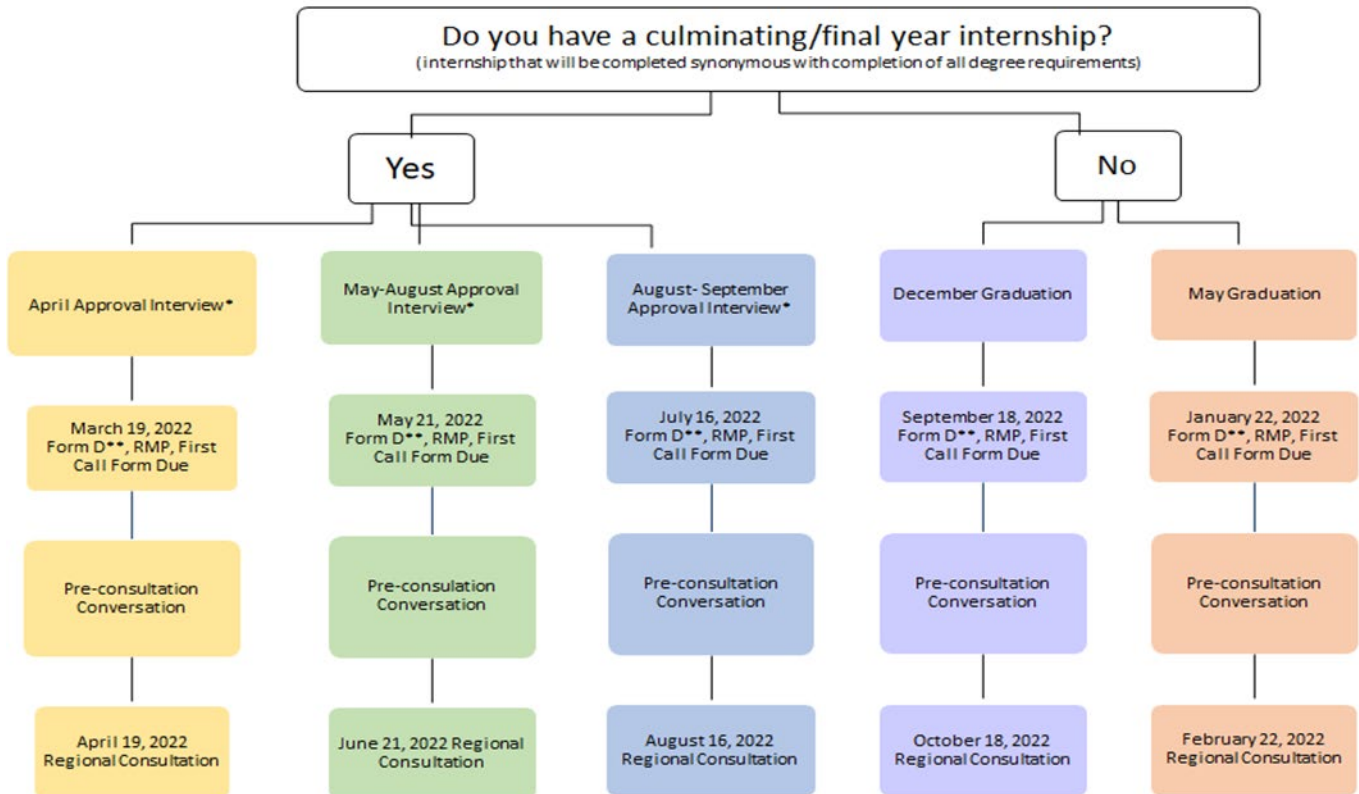 Do you have a culminating/final year internship?
(internship that will be completed synonymous with completion of all degree requirements)
Yes
No
April Approval Interview*
May-August Approval
Interview*
August- September
Approval Interview*
December Graduation
May Graduation
March 19, 2022
Form D**, RMP, First
Call Form Due
May 21, 2022
Form D**, RMP, First
Call Form Due
July 16, 2022
Form D**, RMP, First
Call Form Due
September 18, 2022
Form D**, RMP, First
Call Form Due
January 22, 2022
Form D**, RMP, First
Call Form Due
Pre-consultation
Conversation
Pre-consulation
Conversation
Pre-consultation
Conversation
Pre-consultation
Conversation
Pre-consultation
Conversation
April 19, 2022
Regional Consultation
June 21, 2022 Regional
Consultation
August 16, 2022
Regional Consultation
October 18, 2022
Regional Consultation
February 22, 2022
Regional Consultation